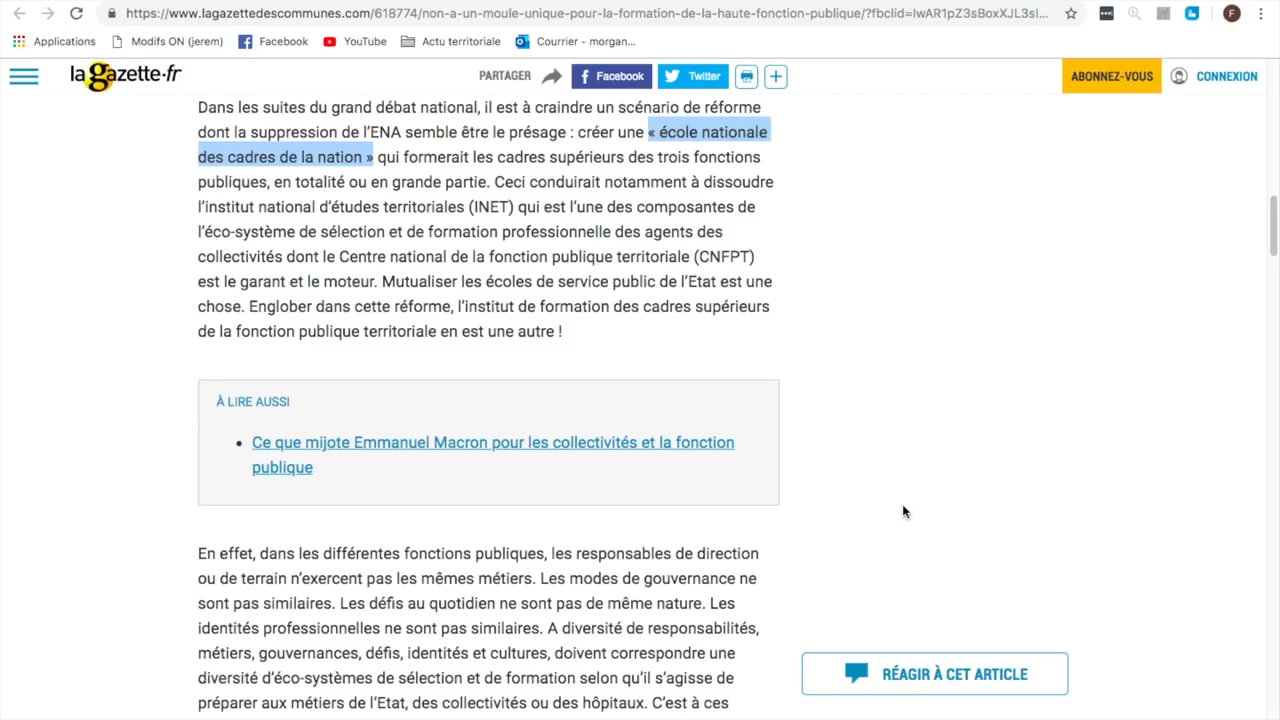 https://www.lagazettedescommunes.com/618774/non-a-un-moule-unique-pour-la-formation-de-la-haute-fonction-publique/?fbclid=IwAR1pZ3sBoxXJL3sI...
F
Applications
Modifs ON (jerem)
Facebook
YouTube
Actu territoriale
Courrier - morgan...
la gazette.fr
PARTAGER
Facebook
Twitter
ABONNEZ-VOUS
CONNEXION
Dans les suites du grand débat national, il est à craindre un scénario de réforme
dont la suppression de l’ENA semble être le présage : créer une « école nationale
des cadres de la nation » qui formerait les cadres supérieurs des trois fonctions
publiques, en totalité ou en grande partie. Ceci conduirait notamment à dissoudre
l’institut national d’études territoriales (INET) qui est l’une des composantes de
l’éco-système de sélection et de formation professionnelle des agents des
collectivités dont le Centre national de la fonction publique territoriale (CNFPT)
est le garant et le moteur. Mutualiser les écoles de service public de l’Etat est une
chose. Englober dans cette réforme, l’institut de formation des cadres supérieurs
de la fonction publique territoriale en est une autre !
À LIRE AUSSI
• Ce que mijote Emmanuel Macron pour les collectivités et la fonction
publique
En effet, dans les différentes fonctions publiques, les responsables de direction
ou de terrain n’exercent pas les mêmes métiers. Les modes de gouvernance ne
sont pas similaires. Les défis au quotidien ne sont pas de même nature. Les
identités professionnelles ne sont pas similaires. A diversité de responsabilités,
métiers, gouvernances, défis, identités et cultures, doivent correspondre une
diversité d’éco-systèmes de sélection et de formation selon qu’il s’agisse de
préparer aux métiers de l’Etat, des collectivités ou des hôpitaux. C’est à ces
RÉAGIR À CET ARTICLE